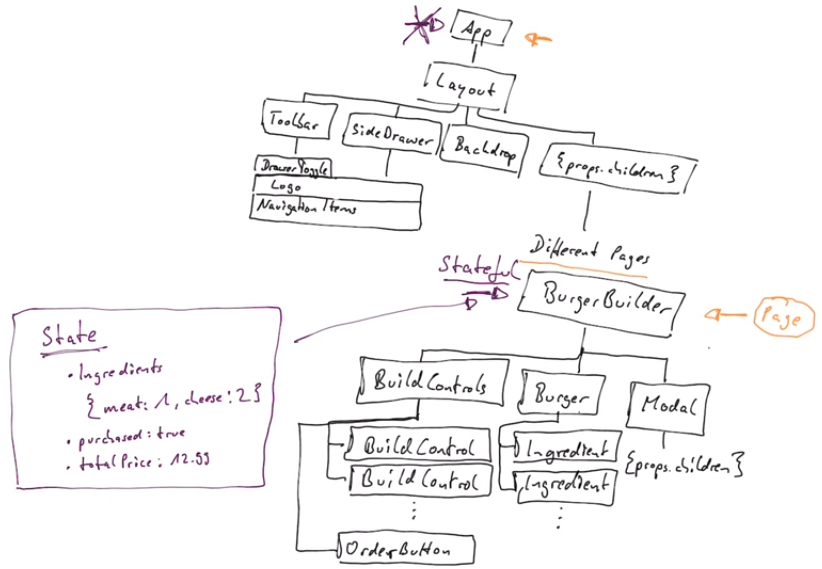 App
Layout
Toolbar
SideDrawer
Backdrop
{props.children}
DrawerToggle
Logo
Navigation Items
Different Pages
Stateful
BurgerBuilder
Page
State
• Ingredients
{meat: 1, cheese: 2}
• purchased: true
• totalPrice: 12.99
BuildControls
Burger
Modal
BuildControl
Ingredient
{props.children}
BuildControl
Ingredient
OrderButton